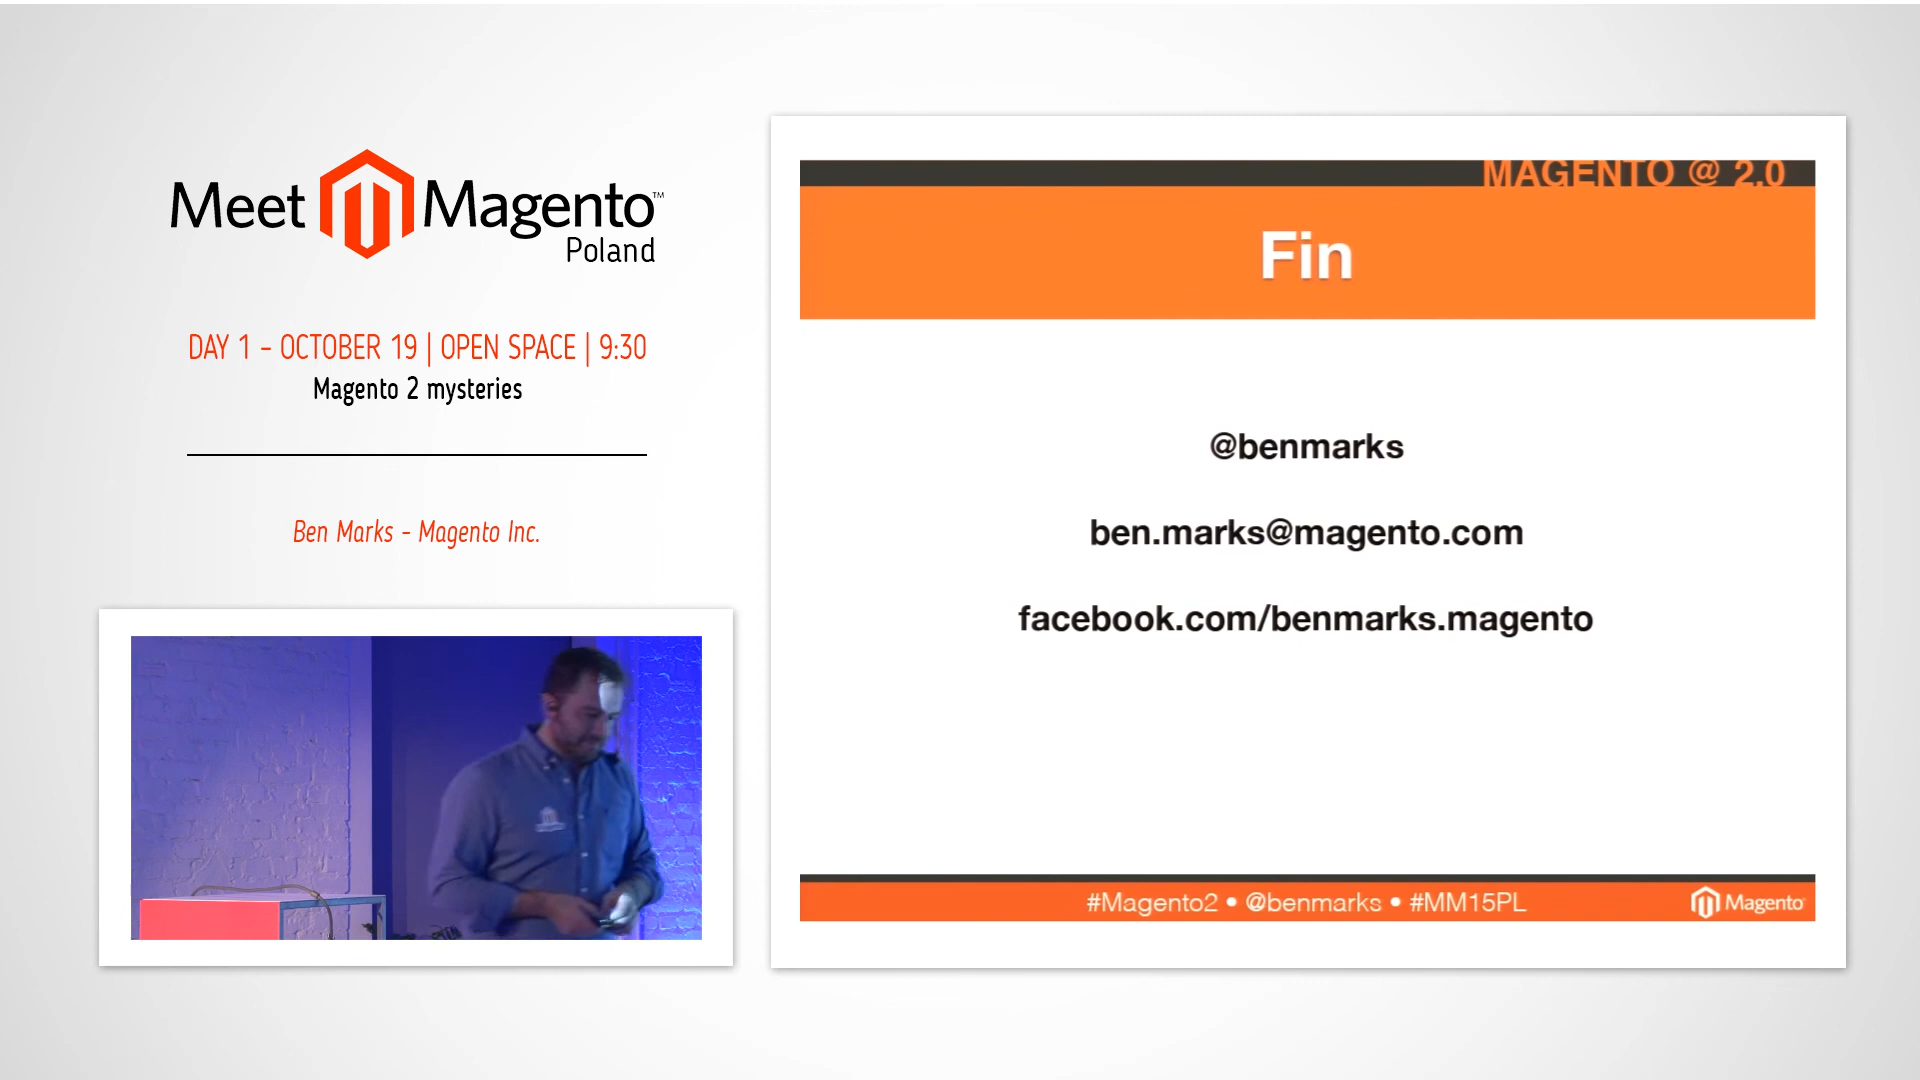 Meet Magento™
Poland
DAY 1 - OCTOBER 19 | OPEN SPACE | 9:30
Magento 2 mysteries
Ben Marks - Magento Inc.
MAGENTO @ 2.0
Fin
@benmarks
ben.marks@magento.com
facebook.com/benmarks.magento
#Magento2 • @benmarks • #MM15PL
Magento